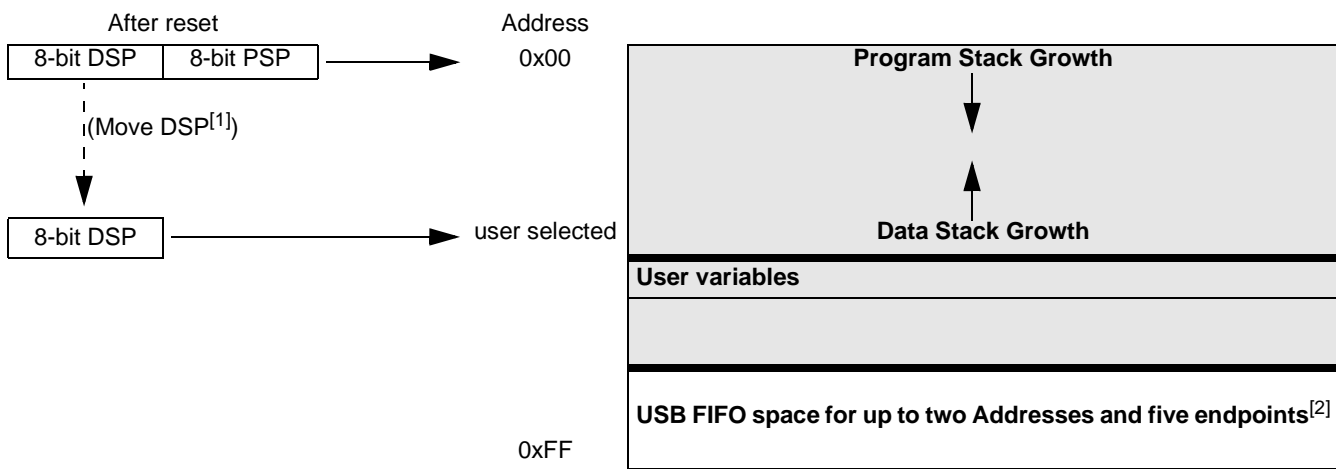 After reset
Address
8-bit DSP 8-bit PSP 0x00 Program Stack Growth
(Move DSP[1])
8-bit DSP user selected Data Stack Growth
User variables
USB FIFO space for up to two Addresses and five endpoints[2]
0xFF